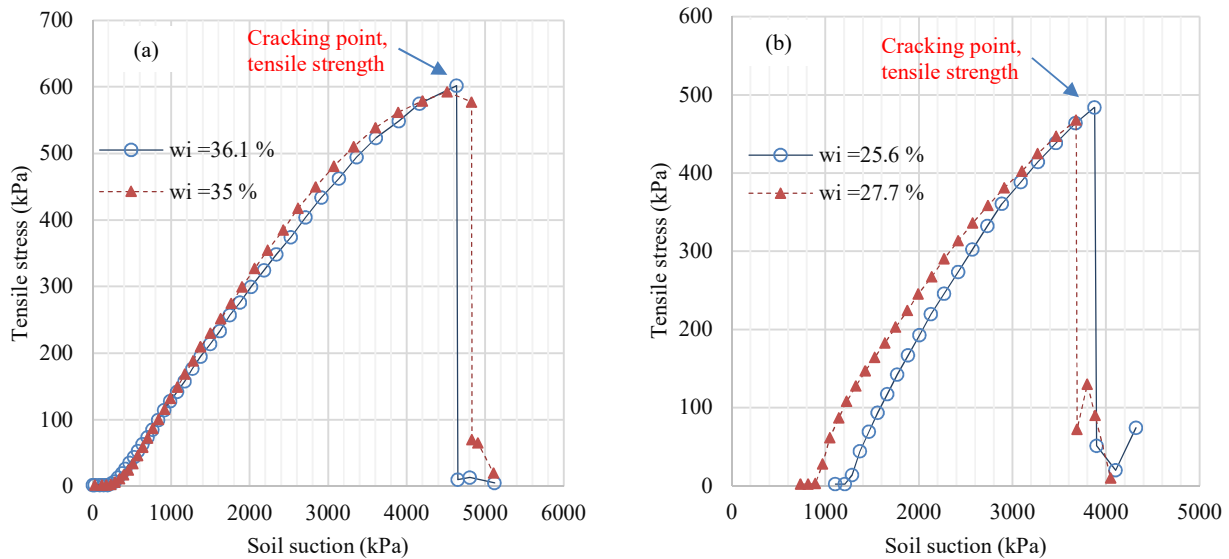 (a)
Cracking point,
tensile strength
wi =36.1 %
wi =35 %
Tensile stress (kPa)
700
600
500
400
300
200
100
0
0 1000 2000 3000 4000 5000 6000
Soil suction (kPa)
(b)
Cracking point,
tensile strength
wi =25.6 %
wi =27.7 %
Tensile stress (kPa)
600
500
400
300
200
100
0
0 1000 2000 3000 4000 5000
Soil suction (kPa)